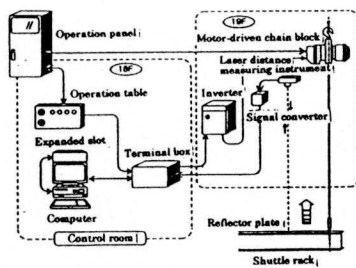 19F
Operation panel
Motor-driven chain block
18F
Laser distance
measuring instrument
Operation table
Inverter
Signal converter
Expanded slot
Terminal box
Computer
Reflector plate
Control room
Shuttle rack